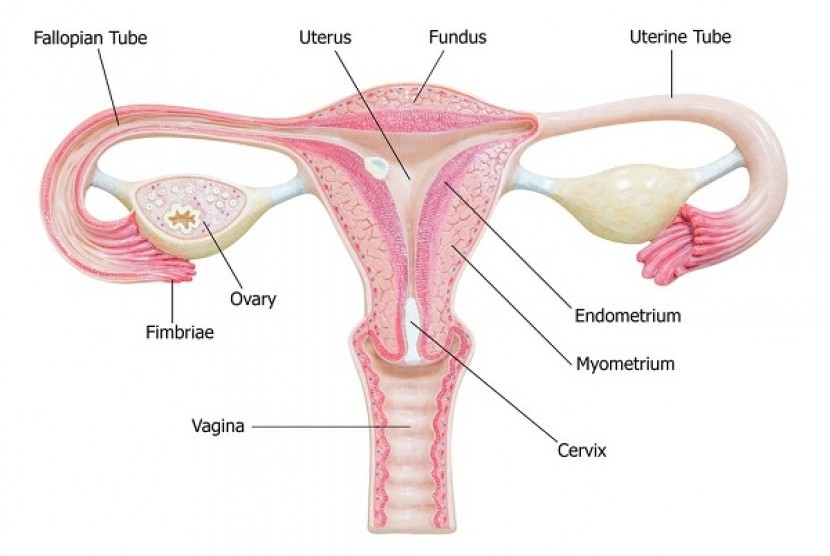 Fallopian Tube
Uterus
Fundus
Uterine Tube
Ovary
Fimbriae
Endometrium
Myometrium
Vagina
Cervix